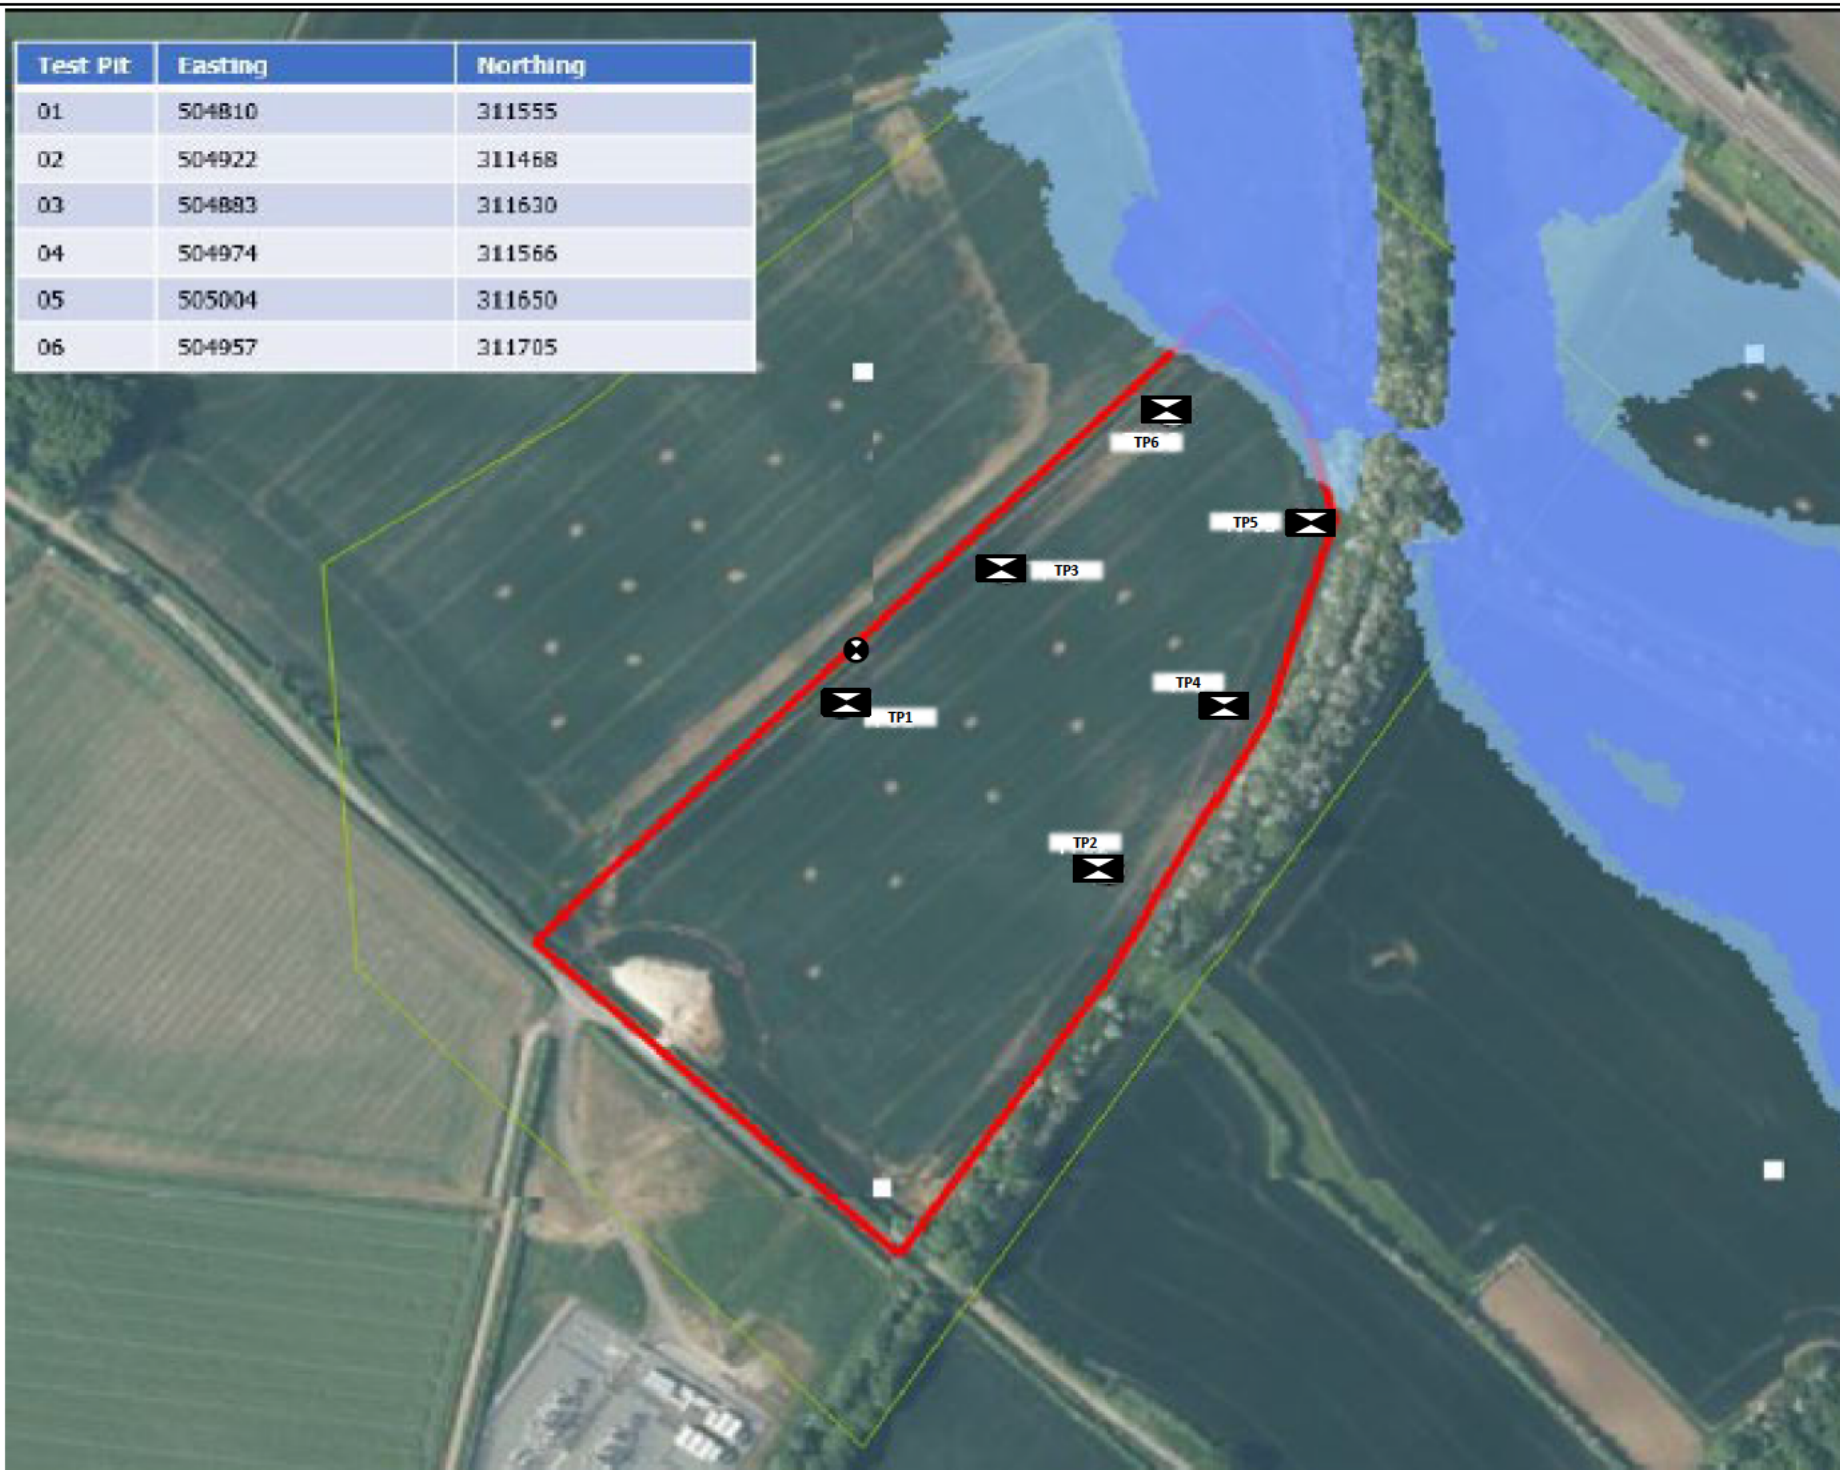 Test Pit Easting Northing
01 504810 311555
02 504922 311468
03 504883 311630
04 504974 311566
05 505004 311650
06 504957 311705
TP6
TP5
TP3
TP4
TP1
TP2